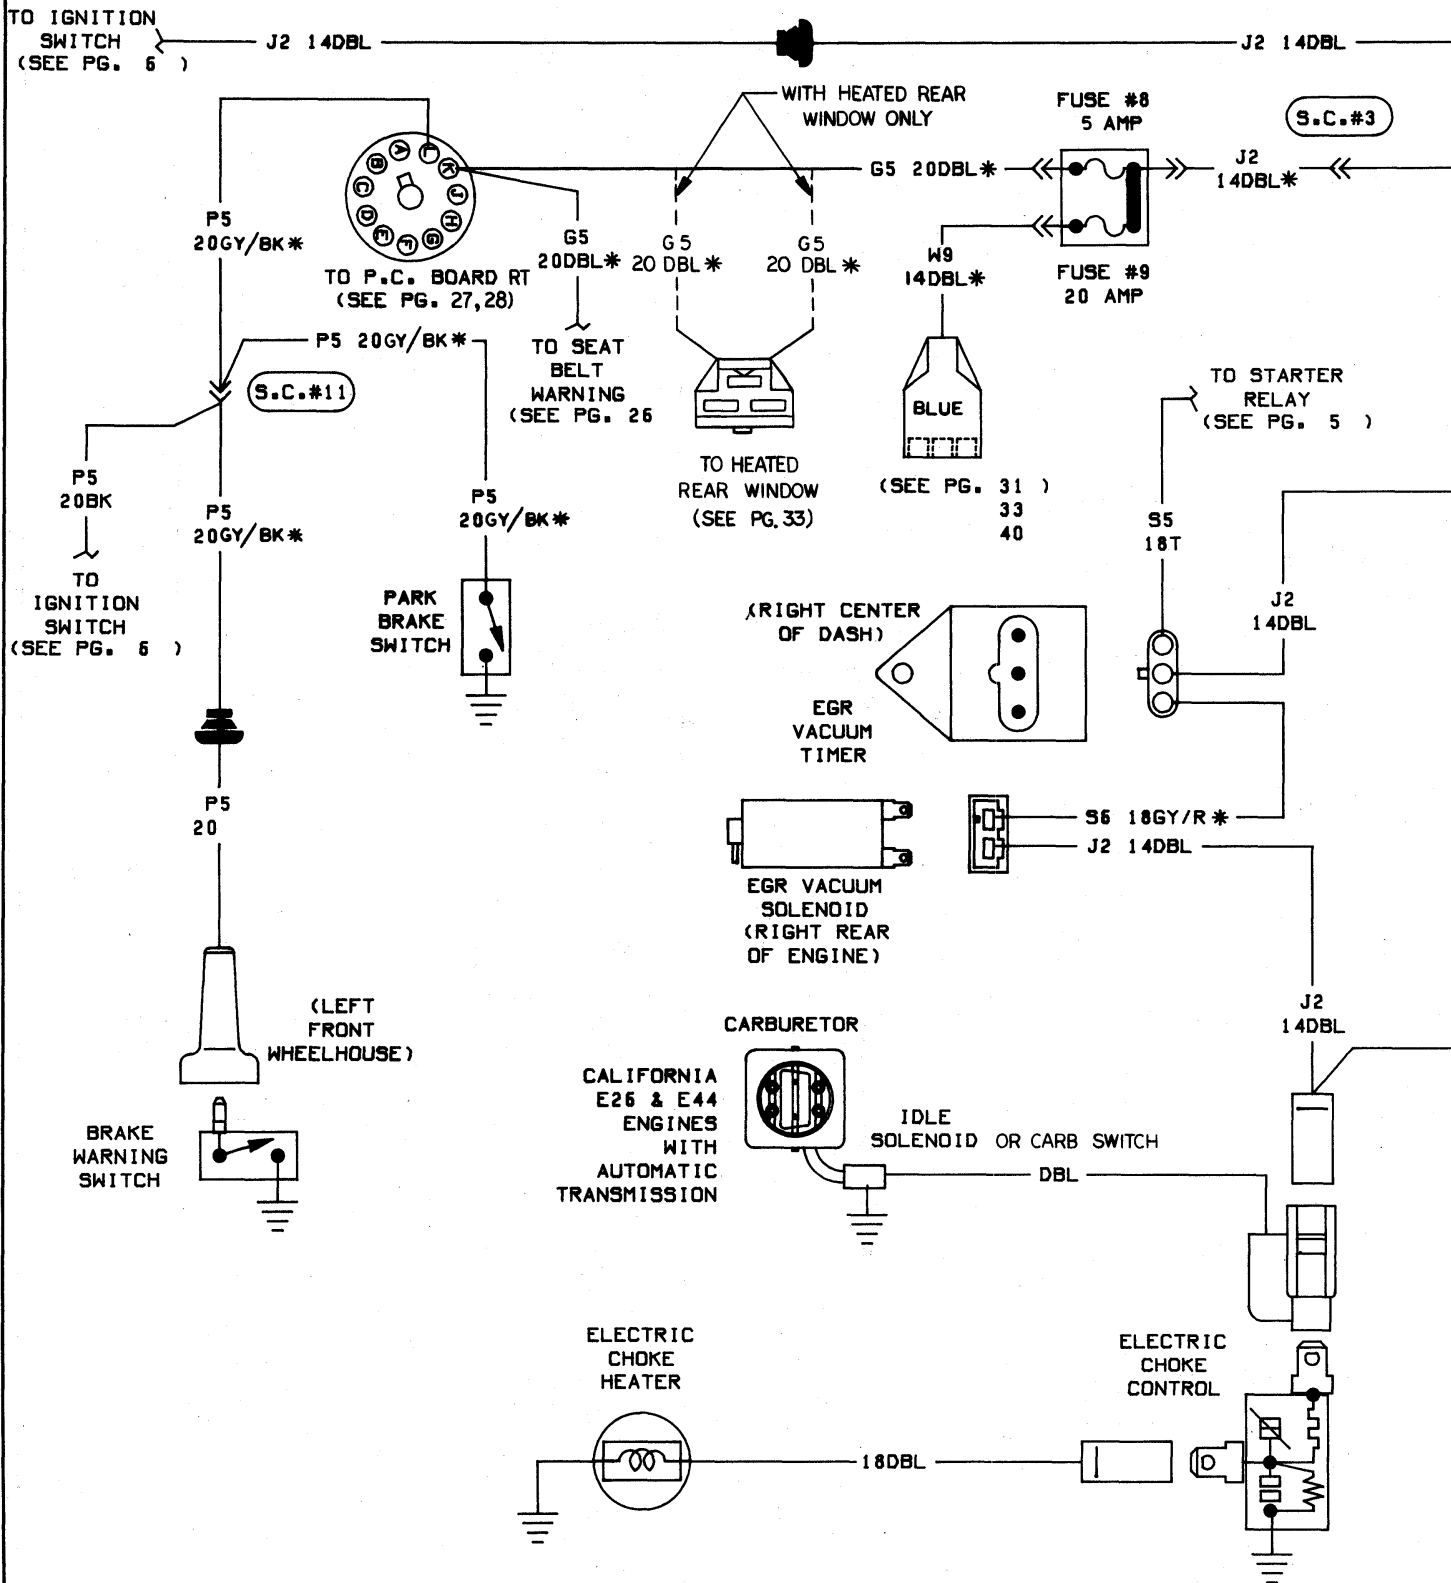 TO IGNITION
SWITCH
(SEE PG. 6 )
J2 14DBL
J2 14DBL
WITH HEATED REAR
WINDOW ONLY
FUSE #8
5 AMP
S.C.#3
A
B
C
D
E
F
G
H
J
K
L
G5 20DBL*
J2
14DBL*
P5
20GY/BK*
G5
20DBL*
G5
20 DBL*
G5
20 DBL*
W9
14DBL*
FUSE #9
20 AMP
TO P.C. BOARD RT
(SEE PG. 27,28)
P5 20GY/BK*
S.C.#11
TO SEAT
BELT
WARNING
(SEE PG. 26
BLUE
TO STARTER
RELAY
(SEE PG. 5 )
TO HEATED
REAR WINDOW
(SEE PG. 33)
(SEE PG. 31 )
33
40
P5
20BK
P5
20GY/BK*
P5
20GY/BK*
S5
18T
TO
IGNITION
SWITCH
(SEE PG. 6 )
PARK
BRAKE
SWITCH
(RIGHT CENTER
OF DASH)
J2
14DBL
EGR
VACUUM
TIMER
P5
20
S6 18GY/R*
J2 14DBL
EGR VACUUM
SOLENOID
(RIGHT REAR
OF ENGINE)
(LEFT
FRONT
WHEELHOUSE)
J2
14DBL
CARBURETOR
CALIFORNIA
E26 & E44
ENGINES
WITH
AUTOMATIC
TRANSMISSION
IDLE
SOLENOID OR CARB SWITCH
DBL
BRAKE
WARNING
SWITCH
ELECTRIC
CHOKE
HEATER
ELECTRIC
CHOKE
CONTROL
18DBL